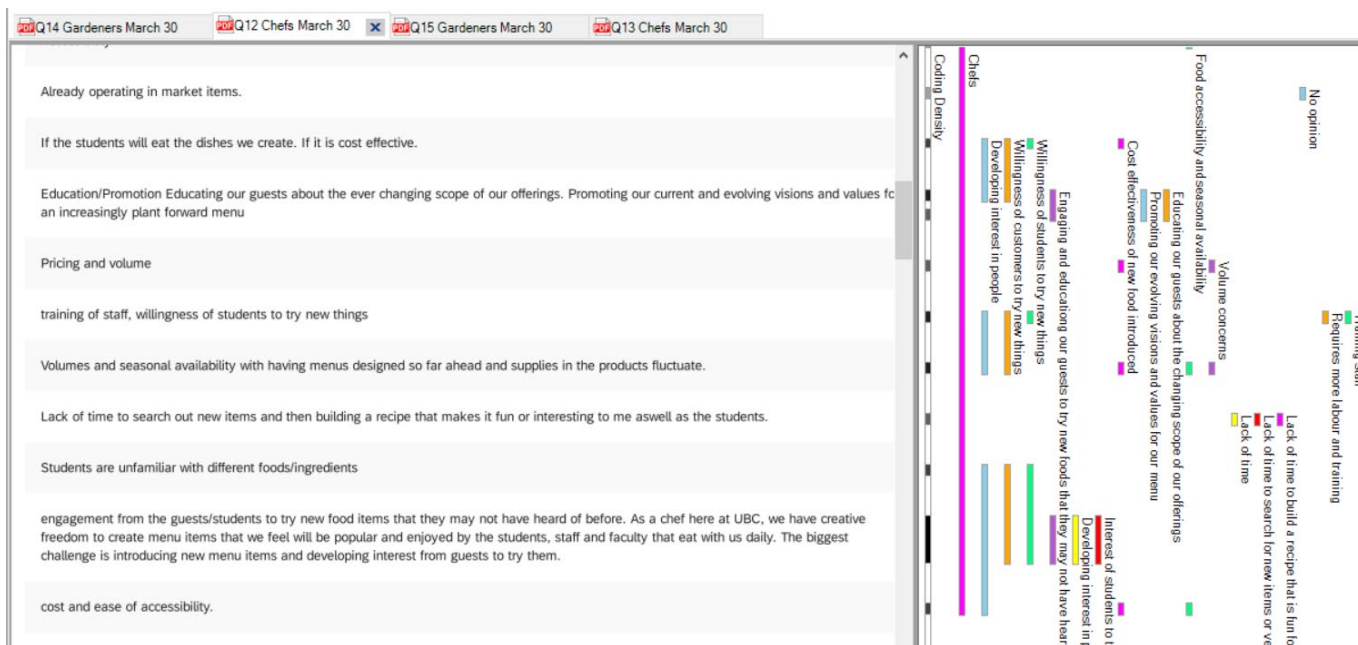 Q14 Gardeners March 30
Q12 Chefs March 30
Q15 Gardeners March 30
Q13 Chefs March 30
Already operating in market items.
If the students will eat the dishes we create. If it is cost effective.
Education/Promotion Educating our guests about the ever changing scope of our offerings. Promoting our current and evolving visions and values fo
an increasingly plant forward menu
Pricing and volume
training of staff, willingness of students to try new things
Volumes and seasonal availability with having menus designed so far ahead and supplies in the products fluctuate.
Lack of time to search out new items and then building a recipe that makes it fun or interesting to me aswell as the students.
Students are unfamiliar with different foods/ingredients
engagement from the guests/students to try new food items that they may not have heard of before. As a chef here at UBC, we have creative
freedom to create menu items that we feel will be popular and enjoyed by the students, staff and faculty that eat with us daily. The biggest
challenge is introducing new menu items and developing interest from guests to try them.
cost and ease of accessibility.
Coding Density
Chefs
Developing interest in people
Willingness of customers to try new things
Willingness of students to try new things
Engaging and educationg our guests to try new foods that they may not have hear
Developing interest in p
Interest of students to t
Cost effectiveness of new food introduced
Promoting our evolving visions and values for our menu
Educating our guests about the changing scope of our offerings
Food accessibility and seasonal availability
Volume concerns
Lack of time
Lack of time to search for new items or ve
Lack of time to build a recipe that is fun fo
No opinion
Requires more labour and training